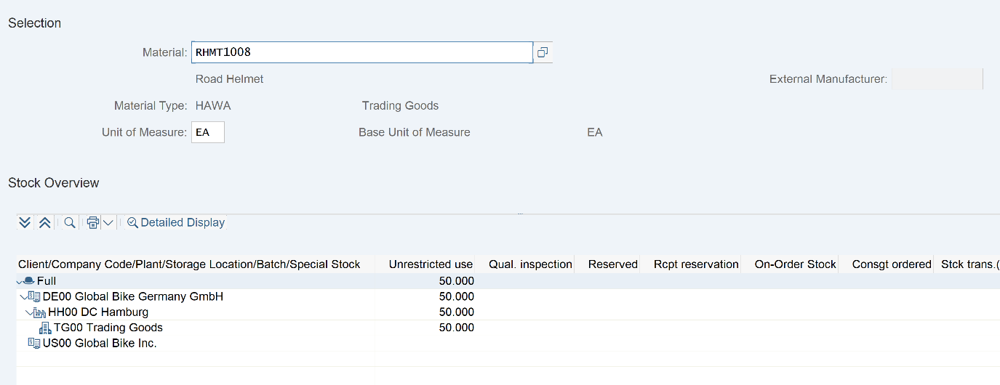 Selection
Material: RHMT1008
Road Helmet External Manufacturer:
Material Type: HAWA Trading Goods
Unit of Measure: EA Base Unit of Measure EA
Stock Overview
Detailed Display
Client/Company Code/Plant/Storage Location/Batch/Special Stock Unrestricted use Qual. inspection Reserved Rcpt reservation On-Order Stock Consgt ordered Stck trans.(
Full 50.000
DE00 Global Bike Germany GmbH 50.000
HH00 DC Hamburg 50.000
TG00 Trading Goods 50.000
US00 Global Bike Inc.